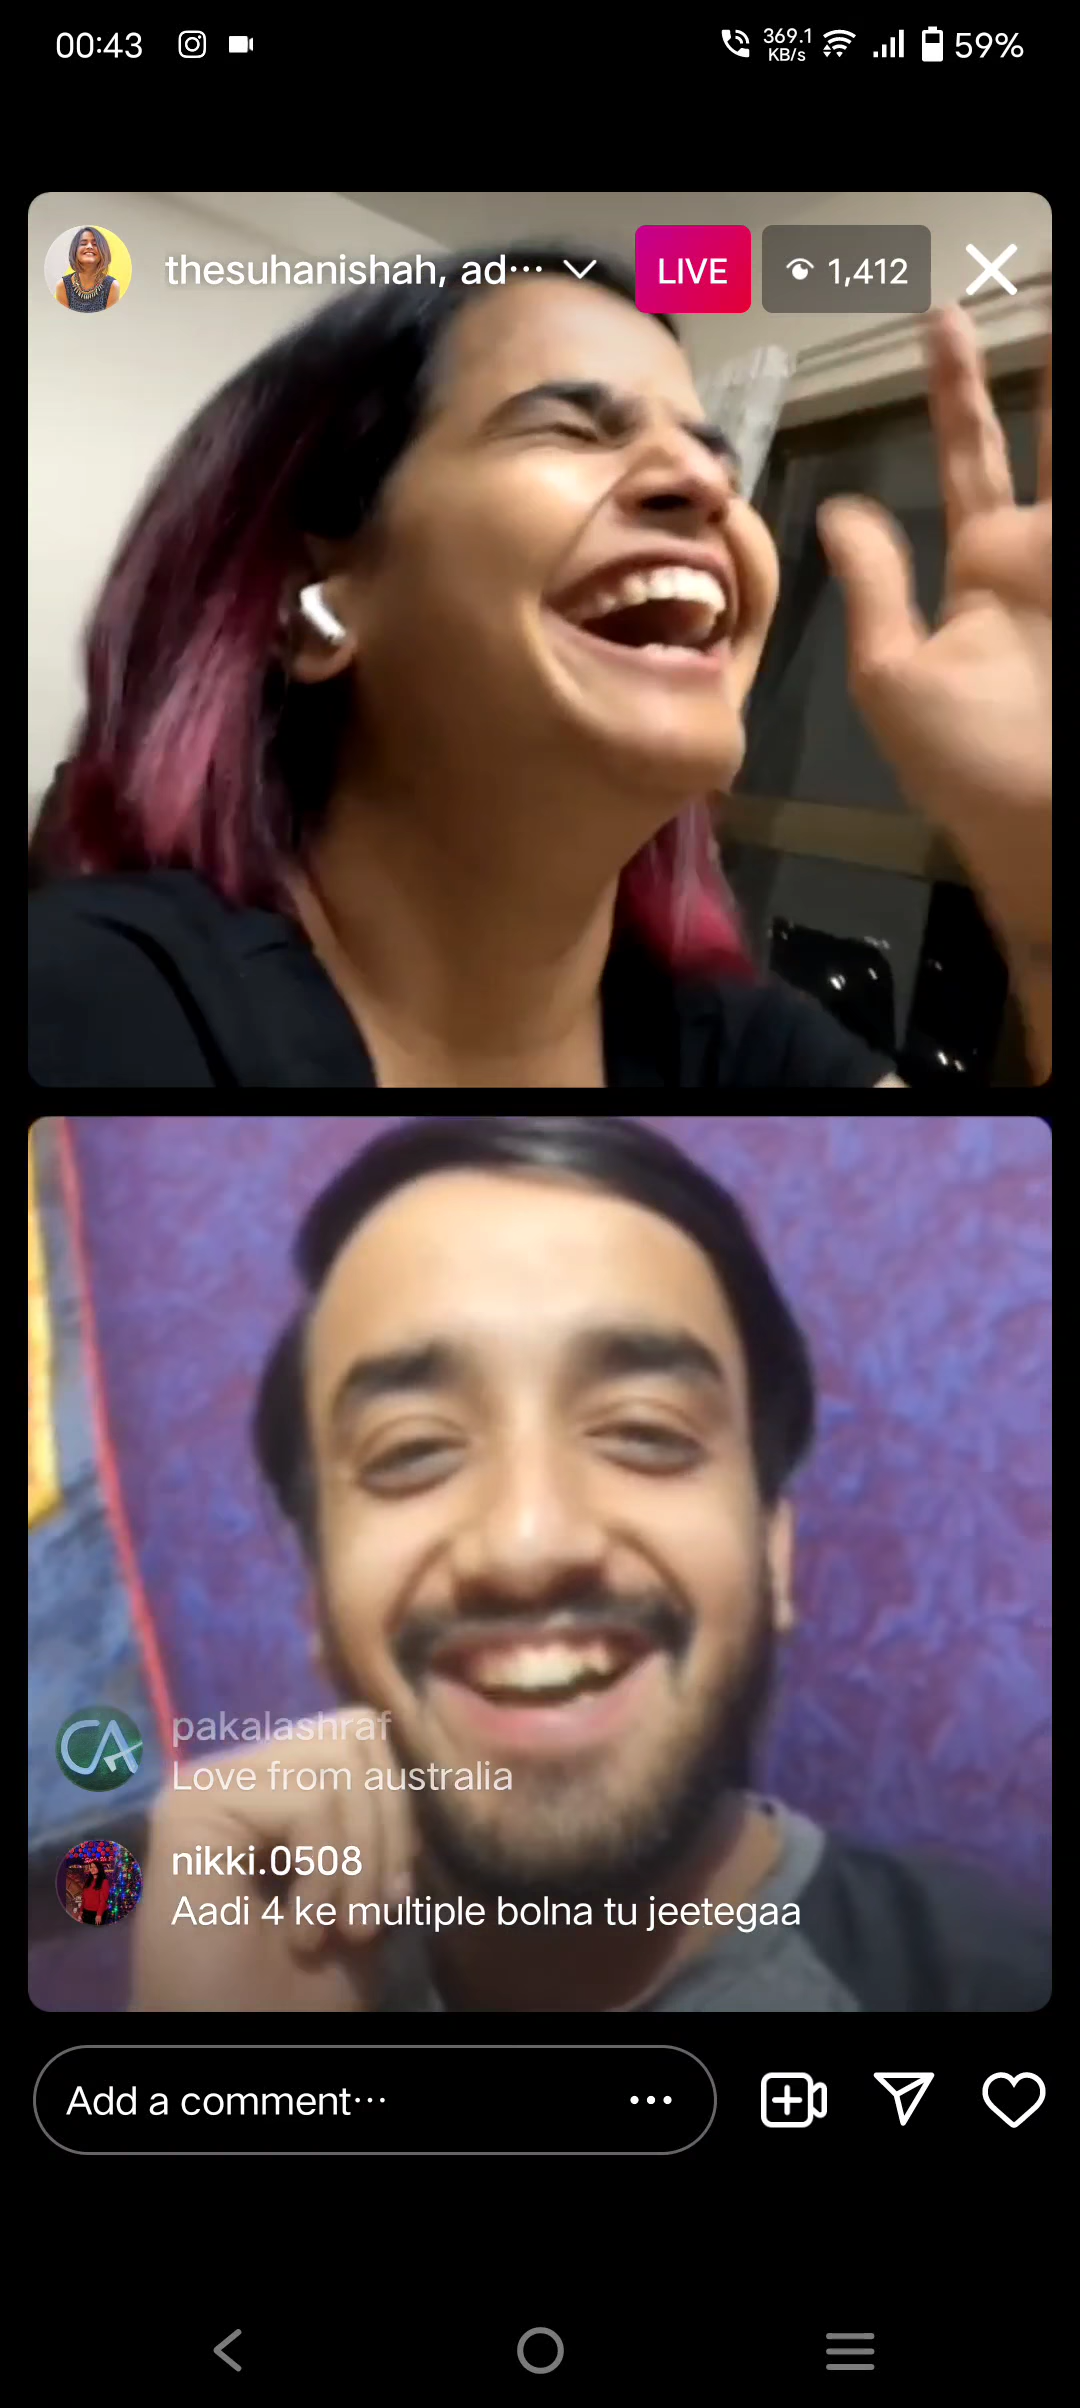 00:43
369.1
KB/s
59%
thesuhanishah, ad...
LIVE
1,412
pakalashraf
Love from australia
nikki.0508
Aadi 4 ke multiple bolna tu jeetegaa
Add a comment...